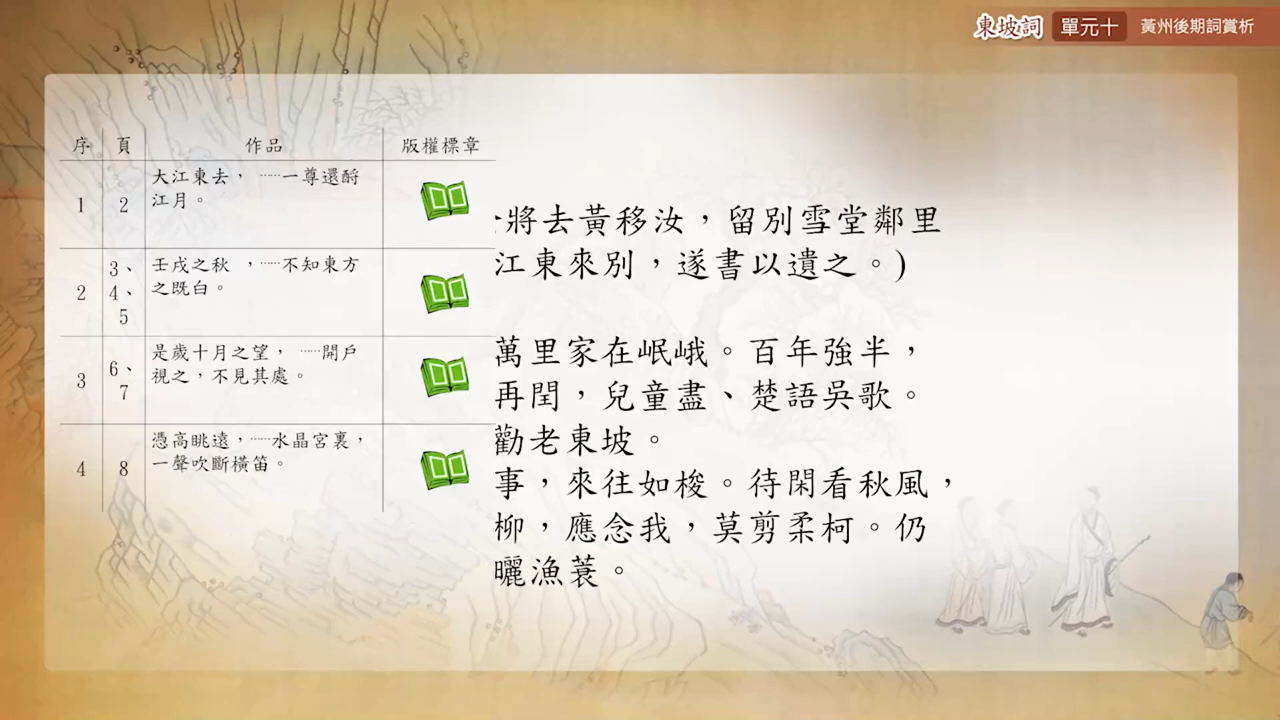 東坡詞 單元十 黃州後期詞賞析
序 頁 作品 版權標章
1 2 大江東去,……一尊還酹
江月。
2 3、4、5 壬戌之秋 ,……不知東方
之既白。
3 6、7 是歲十月之望, ……開戶
視之,不見其處。
4 8 憑高眺遠,……水晶宮裏,
一聲吹斷橫笛。
將去黃移汝,留別雪堂鄰里
江東來別,遂書以遺之。)
萬里家在岷峨。百年強半,
再閏,兒童盡、楚語吳歌。
勸老東坡。
事,來往如梭。待閑看秋風,
柳,應念我,莫剪柔柯。仍
曬漁蓑。